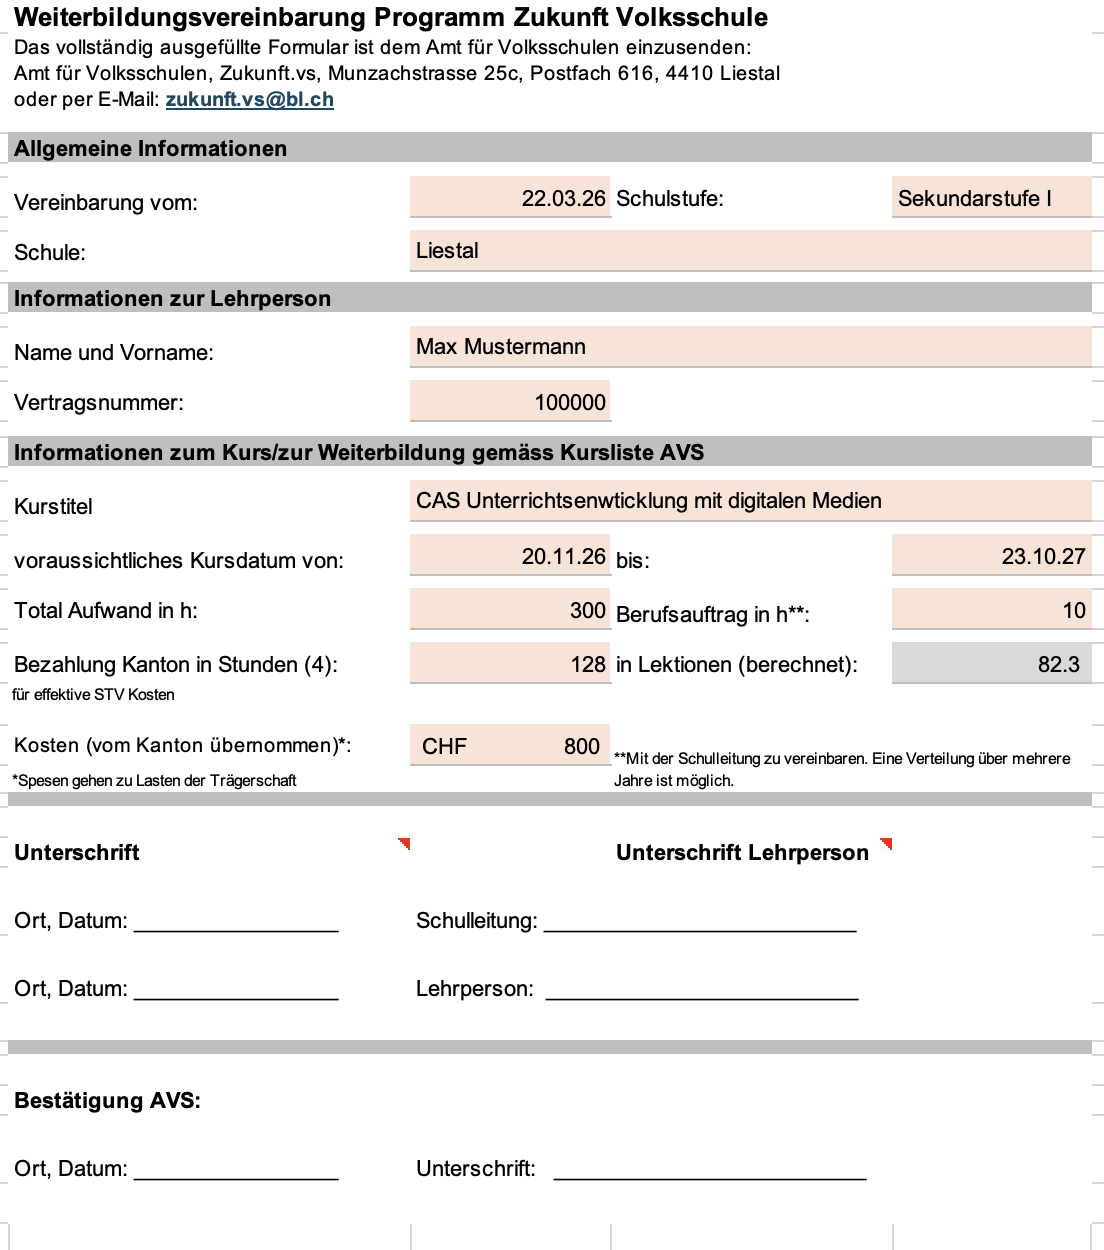 Weiterbildungsvereinbarung Programm Zukunft Volksschule
Das vollständig ausgefüllte Formular ist dem Amt für Volksschulen einzusenden:
Amt für Volksschulen, Zukunft.vs, Munzachstrasse 25c, Postfach 616, 4410 Liestal
oder per E-Mail: zukunft.vs@bl.ch
Allgemeine Informationen
Vereinbarung vom: 22.03.26 Schulstufe: Sekundarstufe I
Schule: Liestal
Informationen zur Lehrperson
Name und Vorname: Max Mustermann
Vertragsnummer: 100000
Informationen zum Kurs/zur Weiterbildung gemäss Kursliste AVS
Kurstitel CAS Unterrichtsenwticklung mit digitalen Medien
voraussichtliches Kursdatum von: 20.11.26 bis: 23.10.27
Total Aufwand in h: 300 Berufsauftrag in h**: 10
Bezahlung Kanton in Stunden (4): 128 in Lektionen (berechnet): 82.3
für effektive STV Kosten
Kosten (vom Kanton übernommen)*: CHF 800
**Mit der Schulleitung zu vereinbaren. Eine Verteilung über mehrere
*Spesen gehen zu Lasten der Trägerschaft Jahre ist möglich.
Unterschrift Unterschrift Lehrperson
Ort, Datum: Schulleitung:
Ort, Datum: Lehrperson:
Bestätigung AVS:
Ort, Datum: Unterschrift: